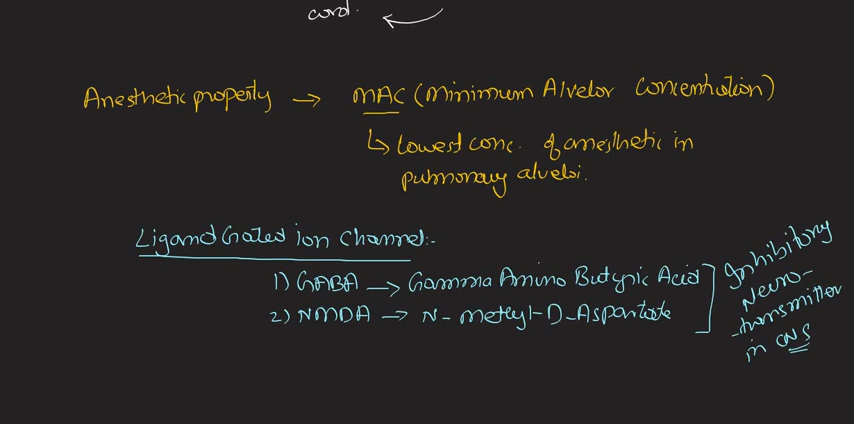 cord.
Anesthetic property → MAC (Minimum Alvelor Concentration)
↳ lowest conc. of anesthetic in
pulmonary alveloi.
Ligand Gated ion Channel:-
1) GABA → Gamma Amino Butyric Acid
2) NMDA → N- Methyl-D-Aspartate
Inhibitory
Neuro-
-transmitter
in CNS